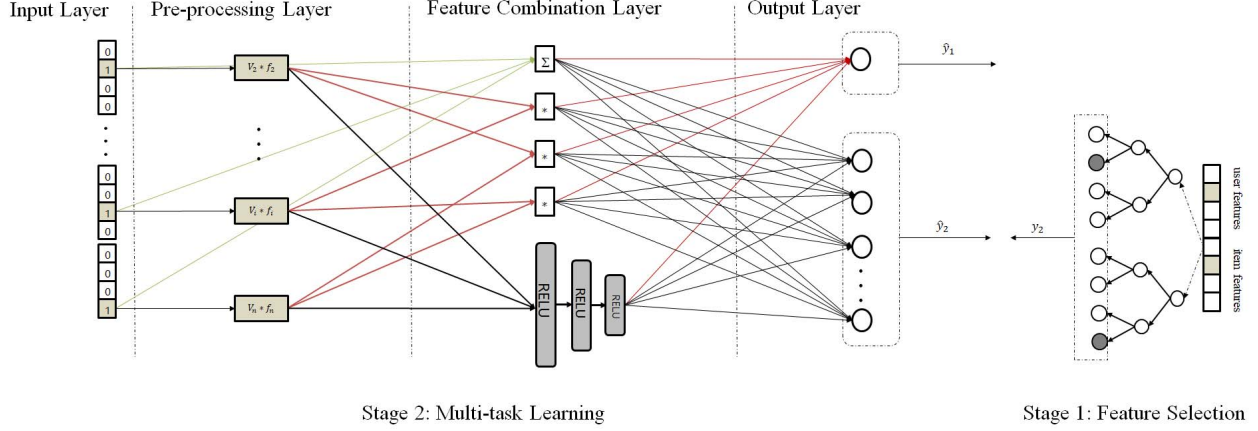 Input Layer
Pre-processing Layer
Feature Combination Layer
Output Layer
0
1
0
0
0
0
1
0
0
0
0
1
V₂ * f₂
Vᵢ * fᵢ
Vₙ * fₙ
Σ
*
*
*
RELU
RELU
RELU
ŷ₁
ŷ₂
y₂
user features
item features
Stage 2: Multi-task Learning
Stage 1: Feature Selection